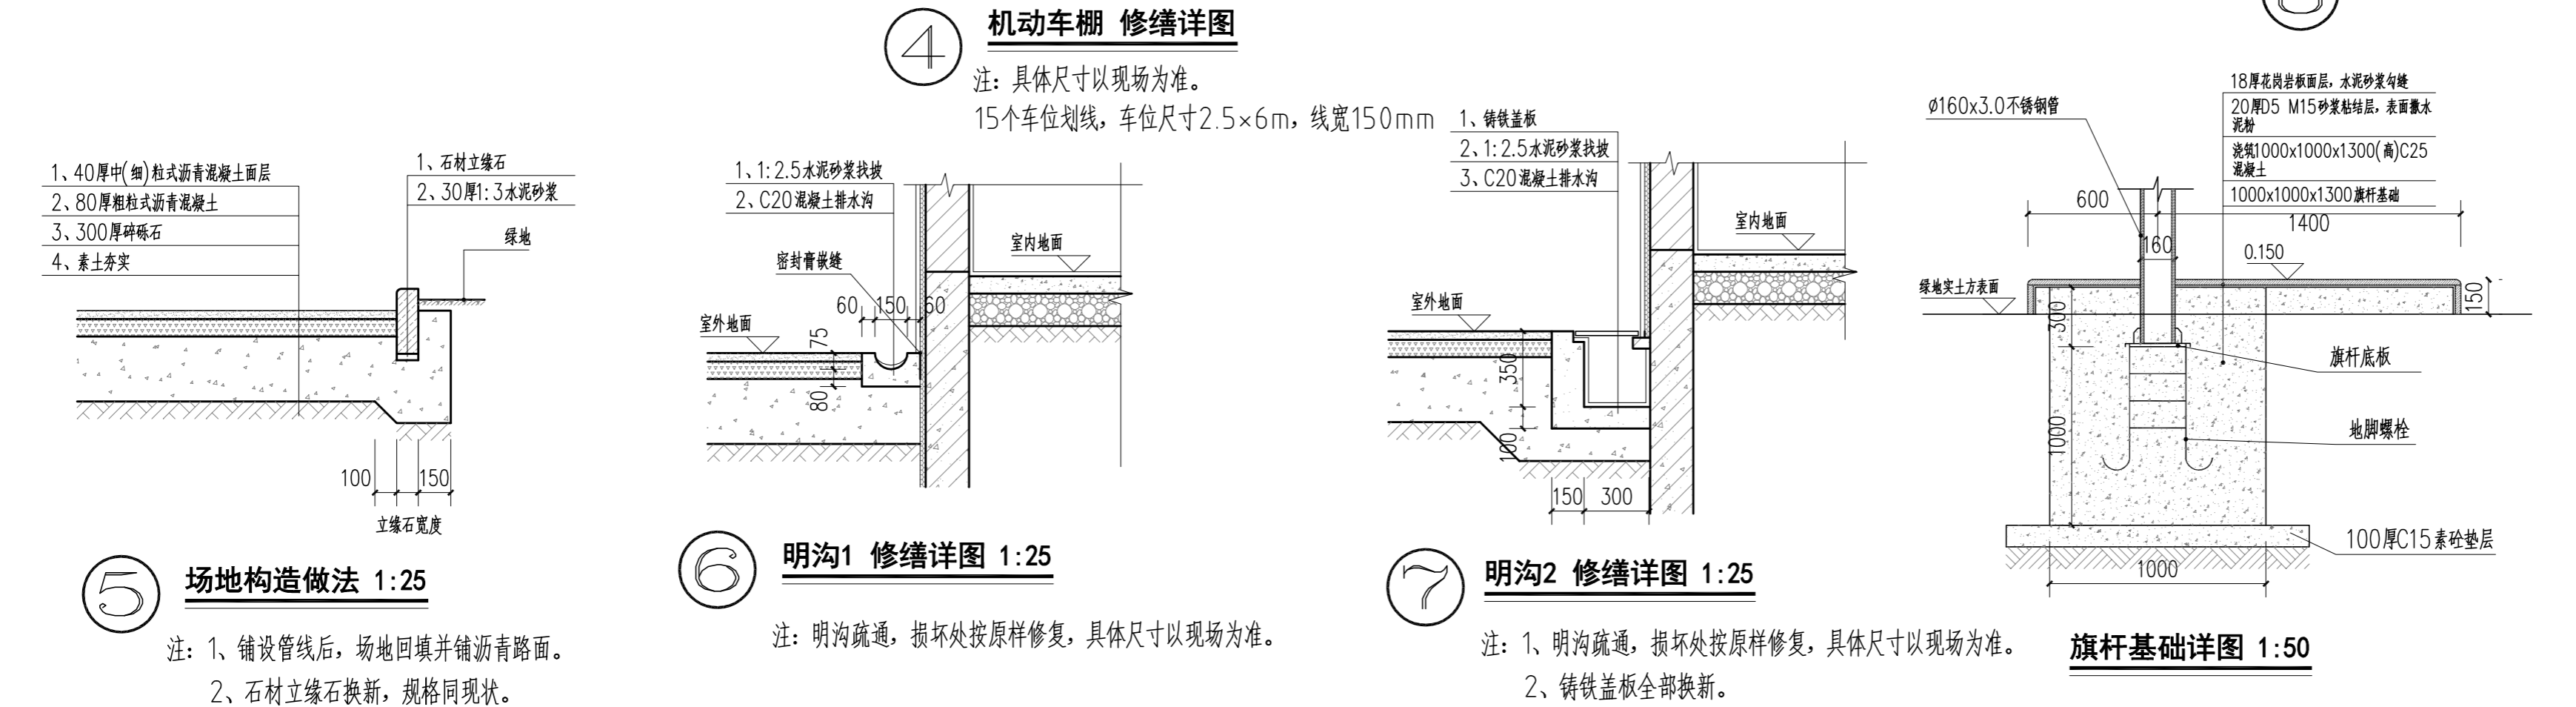 4
机动车棚 修缮详图
注：具体尺寸以现场为准。
15个车位划线，车位尺寸2.5×6m，线宽150mm
1、40厚中(细)粒式沥青混凝土面层
2、80厚粗粒式沥青混凝土
3、300厚碎砾石
4、素土夯实
1、石材立缘石
2、30厚1:3水泥砂浆
绿地
100
150
立缘石宽度
5
场地构造做法 1:25
注：1、铺设管线后，场地回填并铺沥青路面。
2、石材立缘石换新，规格同现状。
1、1:2.5水泥砂浆找坡
2、C20混凝土排水沟
密封膏嵌缝
室内地面
60
150
60
室外地面
75
80
6
明沟1 修缮详图 1:25
注：明沟疏通，损坏处按原样修复，具体尺寸以现场为准。
1、铸铁盖板
2、1:2.5水泥砂浆找坡
3、C20混凝土排水沟
室内地面
室外地面
350
100
150
300
7
明沟2 修缮详图 1:25
注：1、明沟疏通，损坏处按原样修复，具体尺寸以现场为准。
2、铸铁盖板全部换新。
Ø160x3.0不锈钢管
18厚花岗岩板面层，水泥砂浆勾缝
20厚D5 M15砂浆粘结层，表面撒水
泥粉
浇筑1000x1000x1300(高)C25
混凝土
1000x1000x1300旗杆基础
600
1400
160
0.150
绿地实土方表面
150
300
旗杆底板
1000
地脚螺栓
100厚C15素砼垫层
1000
旗杆基础详图 1:50